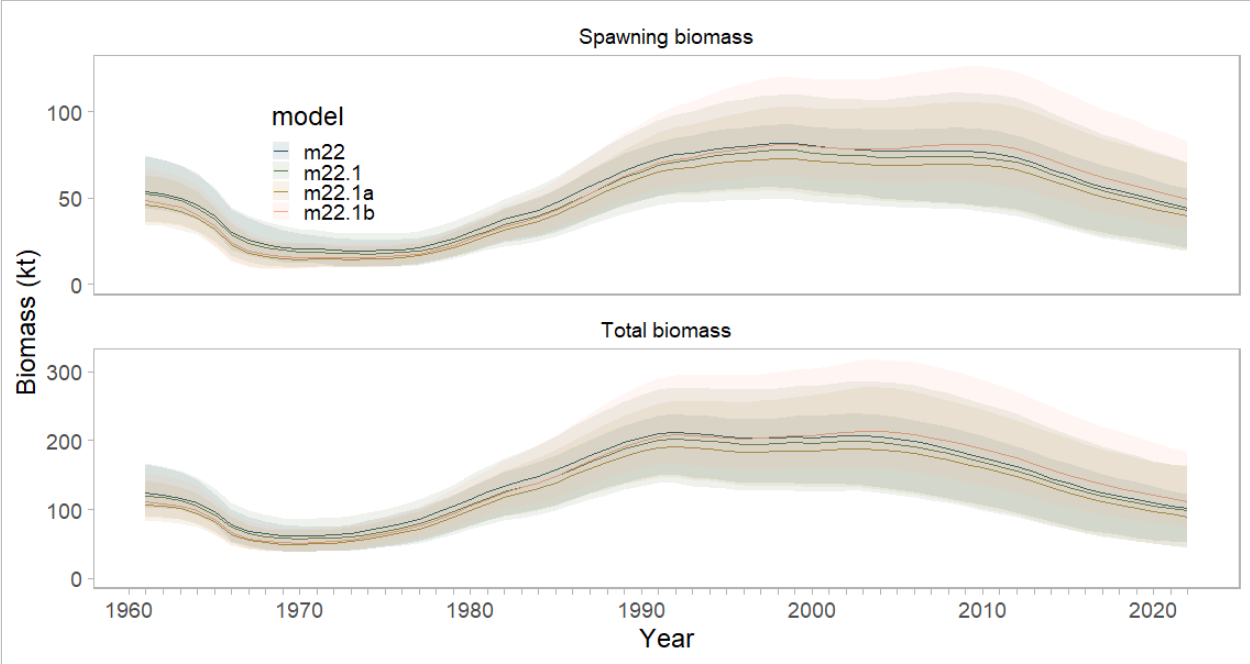 Spawning biomass
100
50
0
model
m22
m22.1
m22.1a
m22.1b
Biomass (kt)
Total biomass
300
200
100
0
1960 1970 1980 1990 2000 2010 2020
Year